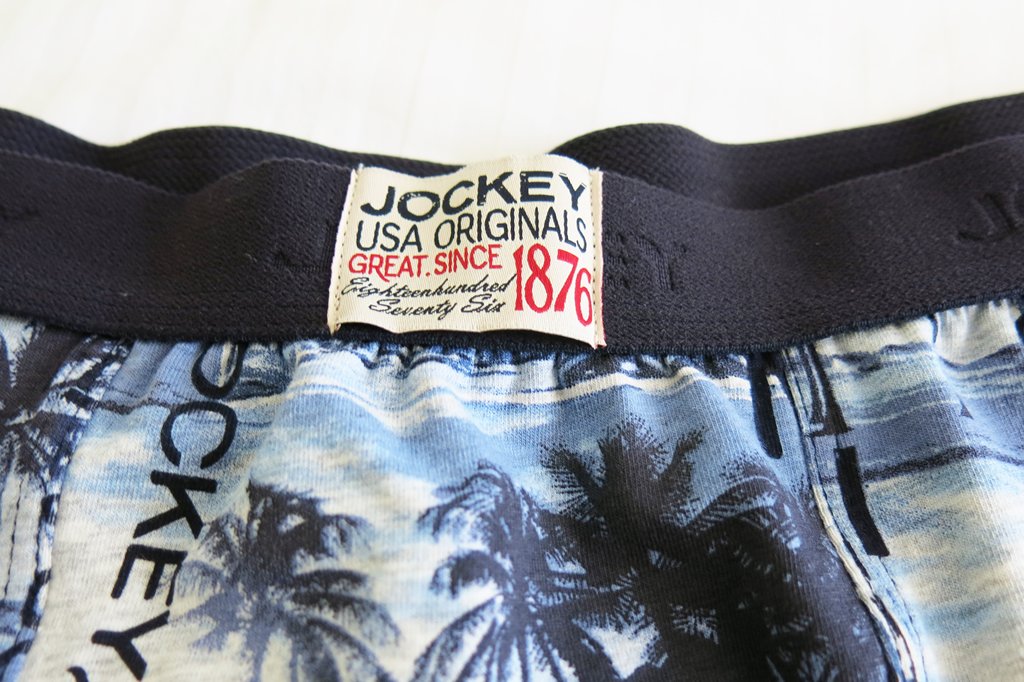 JOCKEY
USA ORIGINALS
GREAT. SINCE
1876
Eighteenhundred
Seventy Six
JOCKEY